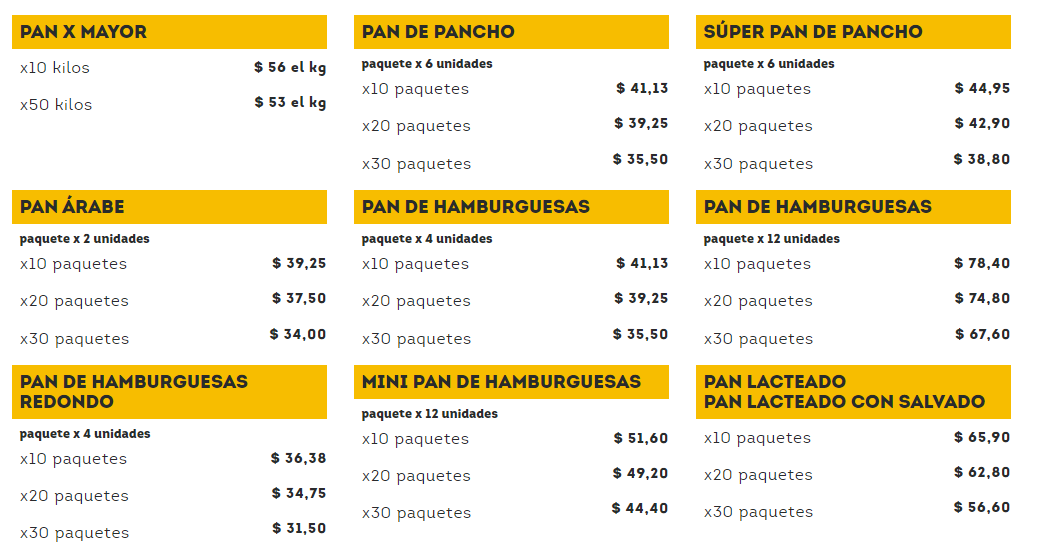 PAN X MAYOR
x10 kilos $ 56 el kg
x50 kilos $ 53 el kg
PAN DE PANCHO
paquete x 6 unidades
x10 paquetes $ 41,13
x20 paquetes $ 39,25
x30 paquetes $ 35,50
SÚPER PAN DE PANCHO
paquete x 6 unidades
x10 paquetes $ 44,95
x20 paquetes $ 42,90
x30 paquetes $ 38,80
PAN ÁRABE
paquete x 2 unidades
x10 paquetes $ 39,25
x20 paquetes $ 37,50
x30 paquetes $ 34,00
PAN DE HAMBURGUESAS
paquete x 4 unidades
x10 paquetes $ 41,13
x20 paquetes $ 39,25
x30 paquetes $ 35,50
PAN DE HAMBURGUESAS
paquete x 12 unidades
x10 paquetes $ 78,40
x20 paquetes $ 74,80
x30 paquetes $ 67,60
PAN DE HAMBURGUESAS
REDONDO
paquete x 4 unidades
x10 paquetes $ 36,38
x20 paquetes $ 34,75
x30 paquetes $ 31,50
MINI PAN DE HAMBURGUESAS
paquete x 12 unidades
x10 paquetes $ 51,60
x20 paquetes $ 49,20
x30 paquetes $ 44,40
PAN LACTEADO
PAN LACTEADO CON SALVADO
x10 paquetes $ 65,90
x20 paquetes $ 62,80
x30 paquetes $ 56,60